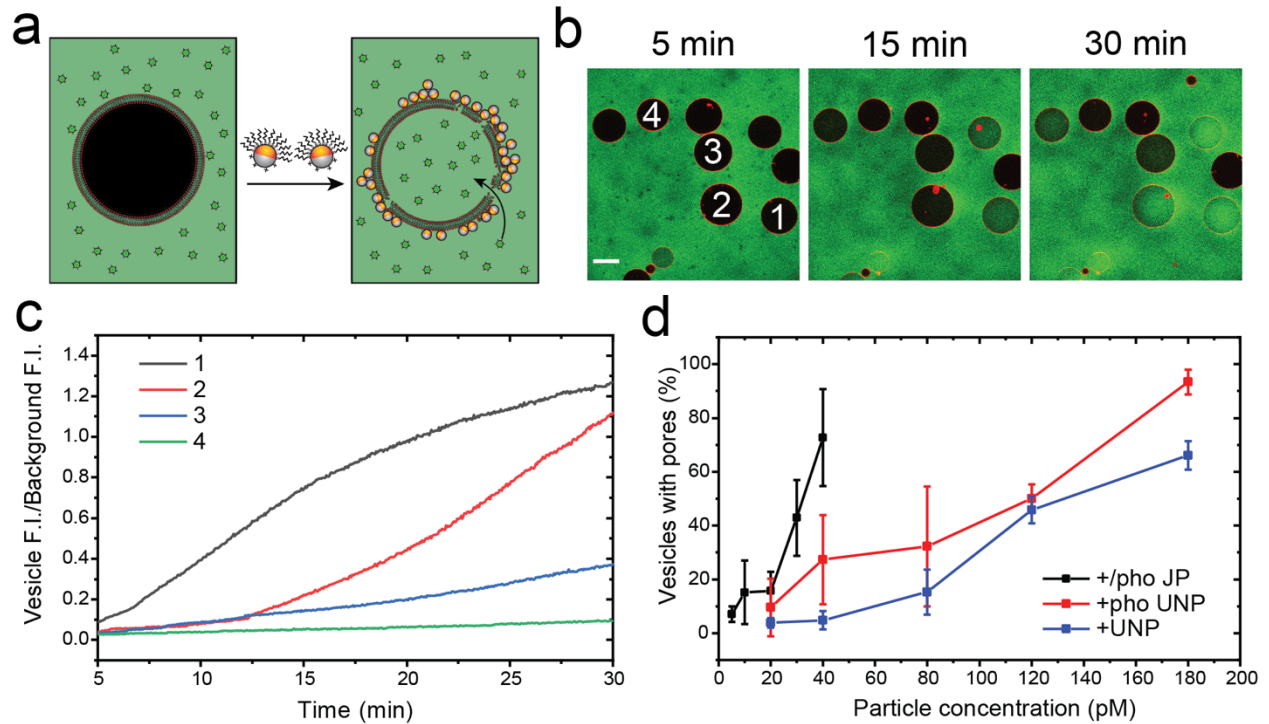 a
b
5 min
15 min
30 min
4
3
2
1
c
1
2
3
4
Vesicle F.I./Background F.I.
1.4
1.2
1.0
0.8
0.6
0.4
0.2
0.0
5
10
15
20
25
30
Time (min)
d
Vesicles with pores (%)
100
80
60
40
20
0
+/pho JP
+pho UNP
+UNP
0
20
40
60
80
100
120
140
160
180
200
Particle concentration (pM)